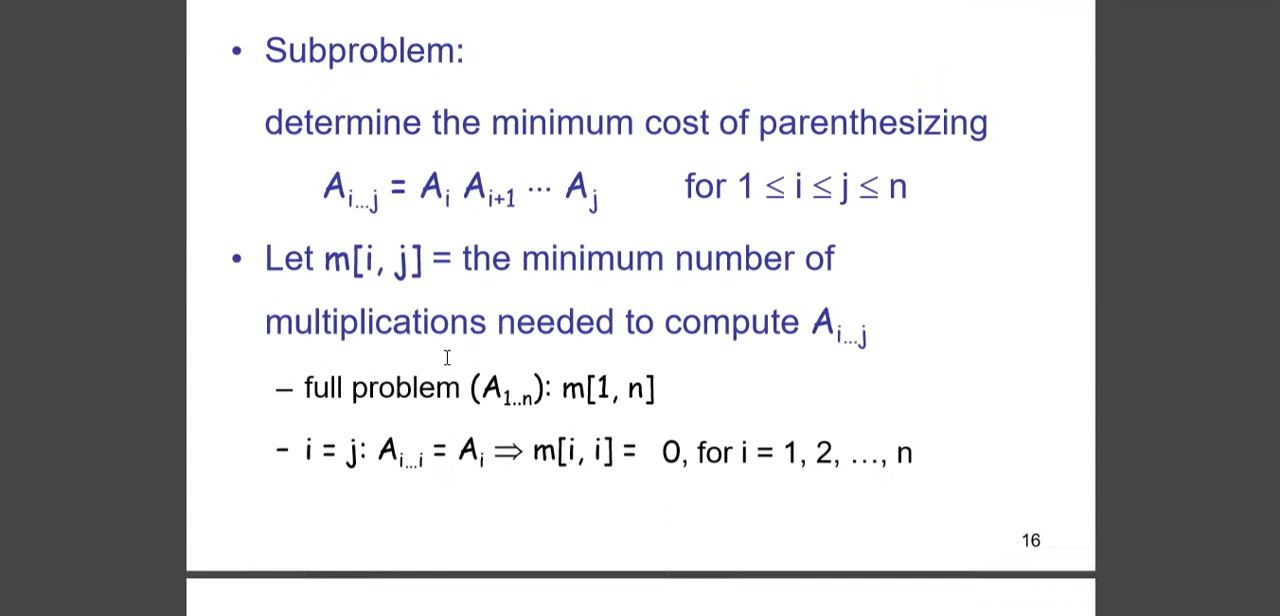 • Subproblem:
determine the minimum cost of parenthesizing
Ai…j = Ai Ai+1 ⋯ Aj for 1 ≤ i ≤ j ≤ n
• Let m[i, j] = the minimum number of
multiplications needed to compute Ai…j
– full problem (A1..n): m[1, n]
- i = j: Ai…i = Ai ⇒ m[i, i] = 0, for i = 1, 2, …, n
16